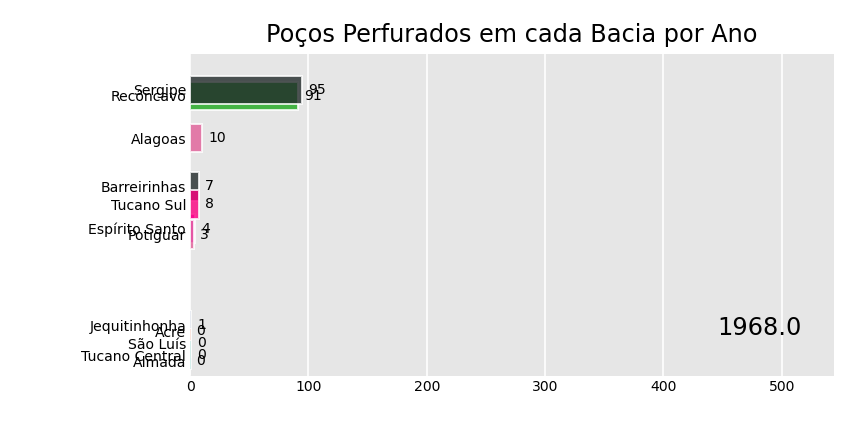 Poços Perfurados em cada Bacia por Ano
Sergipe 95
Recôncavo 91
Alagoas 10
Barreirinhas 7
Tucano Sul 8
Espírito Santo 4
Potiguar 3
Jequitinhonha 1
1968.0
Acre 0
São Luís 0
Tucano Central 0
Almada 0
0 100 200 300 400 500